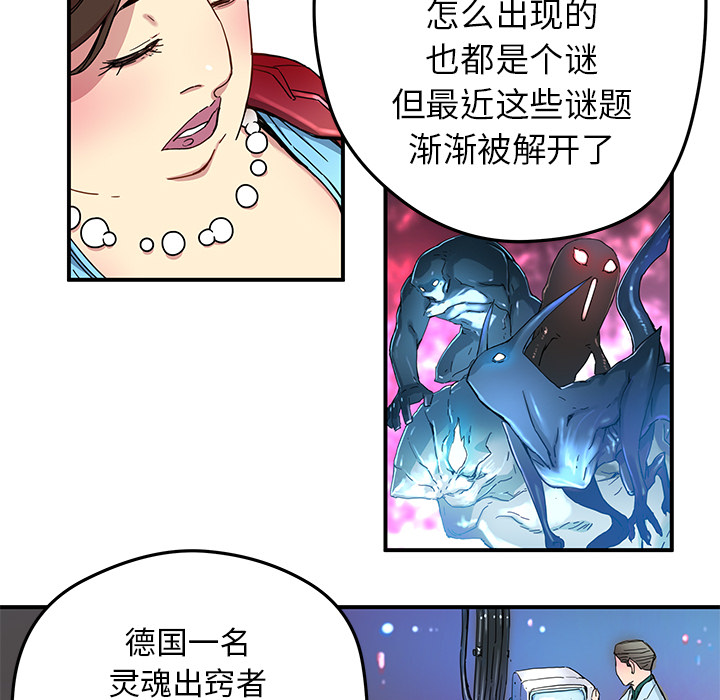 怎么出现的
也都是个谜
但最近这些谜题
渐渐被解开了
德国一名
灵魂出窍者